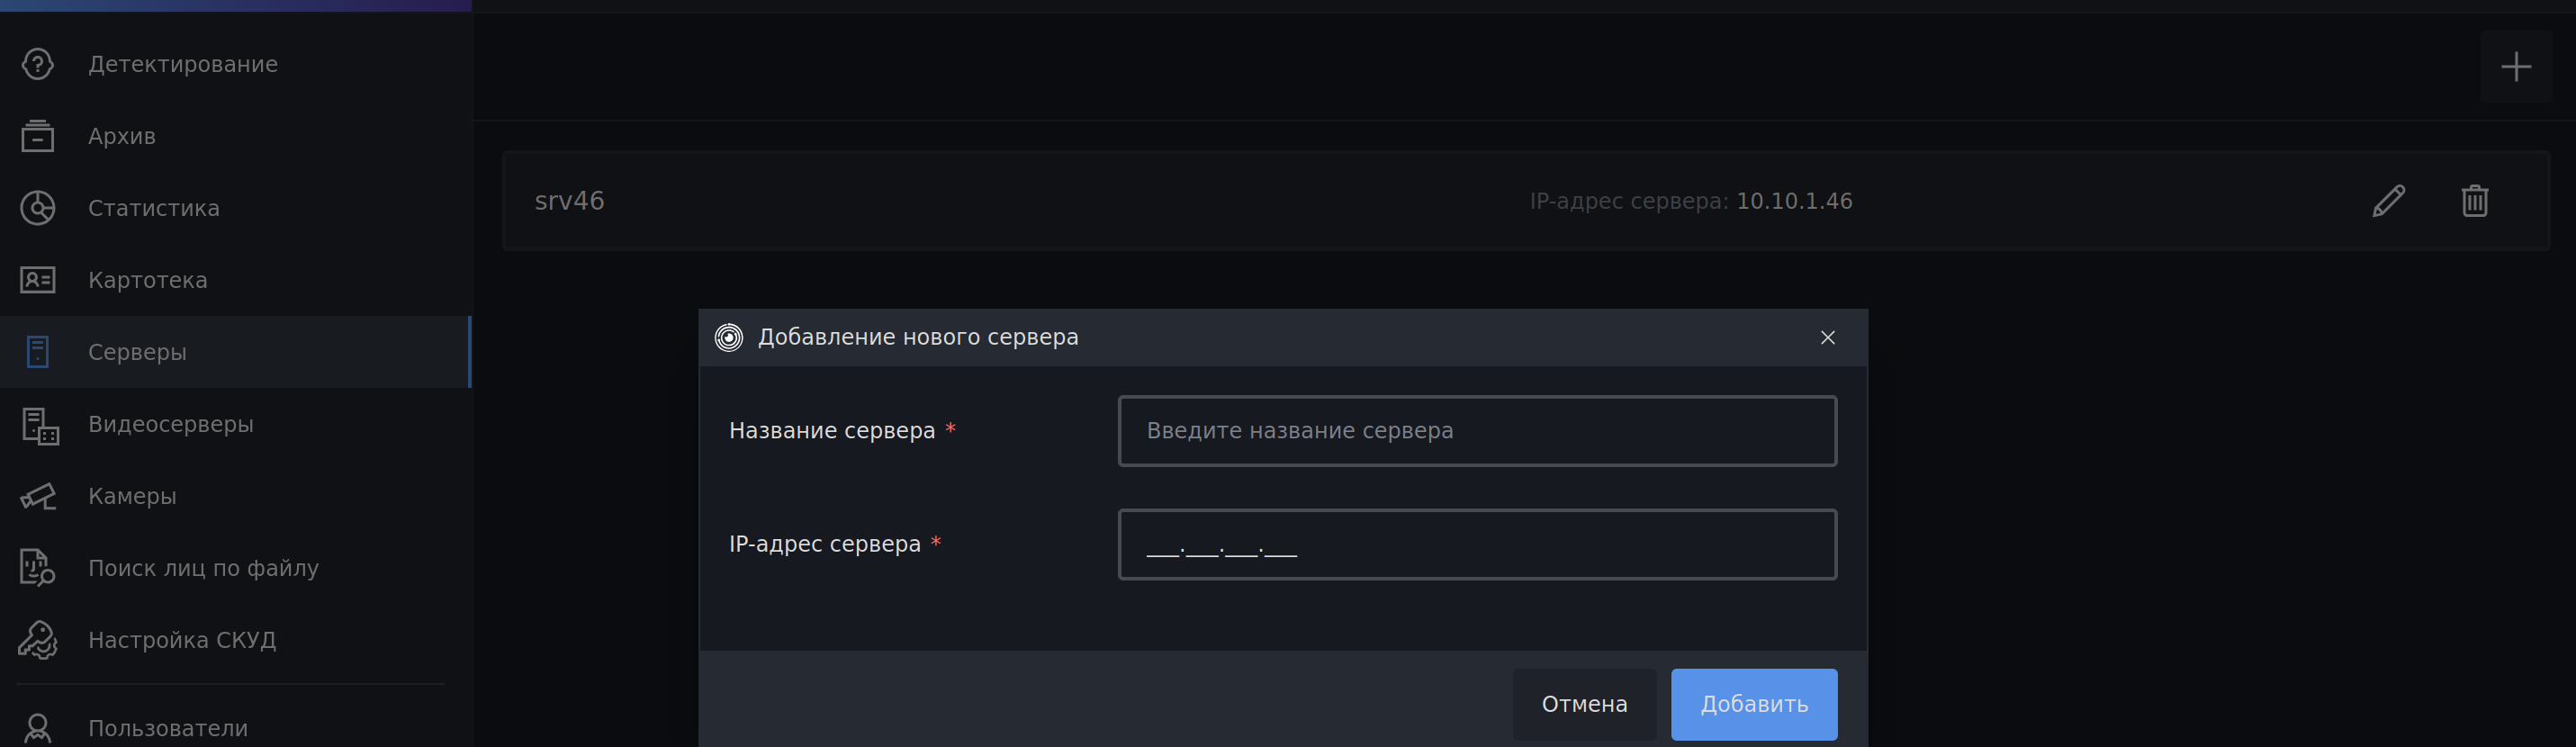 Детектирование
Архив
Статистика
Картотека
Серверы
Видеосерверы
Камеры
Поиск лиц по файлу
Настройка СКУД
Пользователи
srv46
IP-адрес сервера: 10.10.1.46
Добавление нового сервера
Название сервера *
Введите название сервера
IP-адрес сервера *
___.___.___.___
Отмена
Добавить